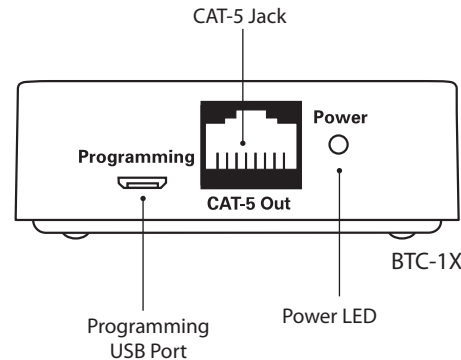 CAT-5 Jack
Power
Programming
CAT-5 Out
BTC-1X
Programming
USB Port
Power LED